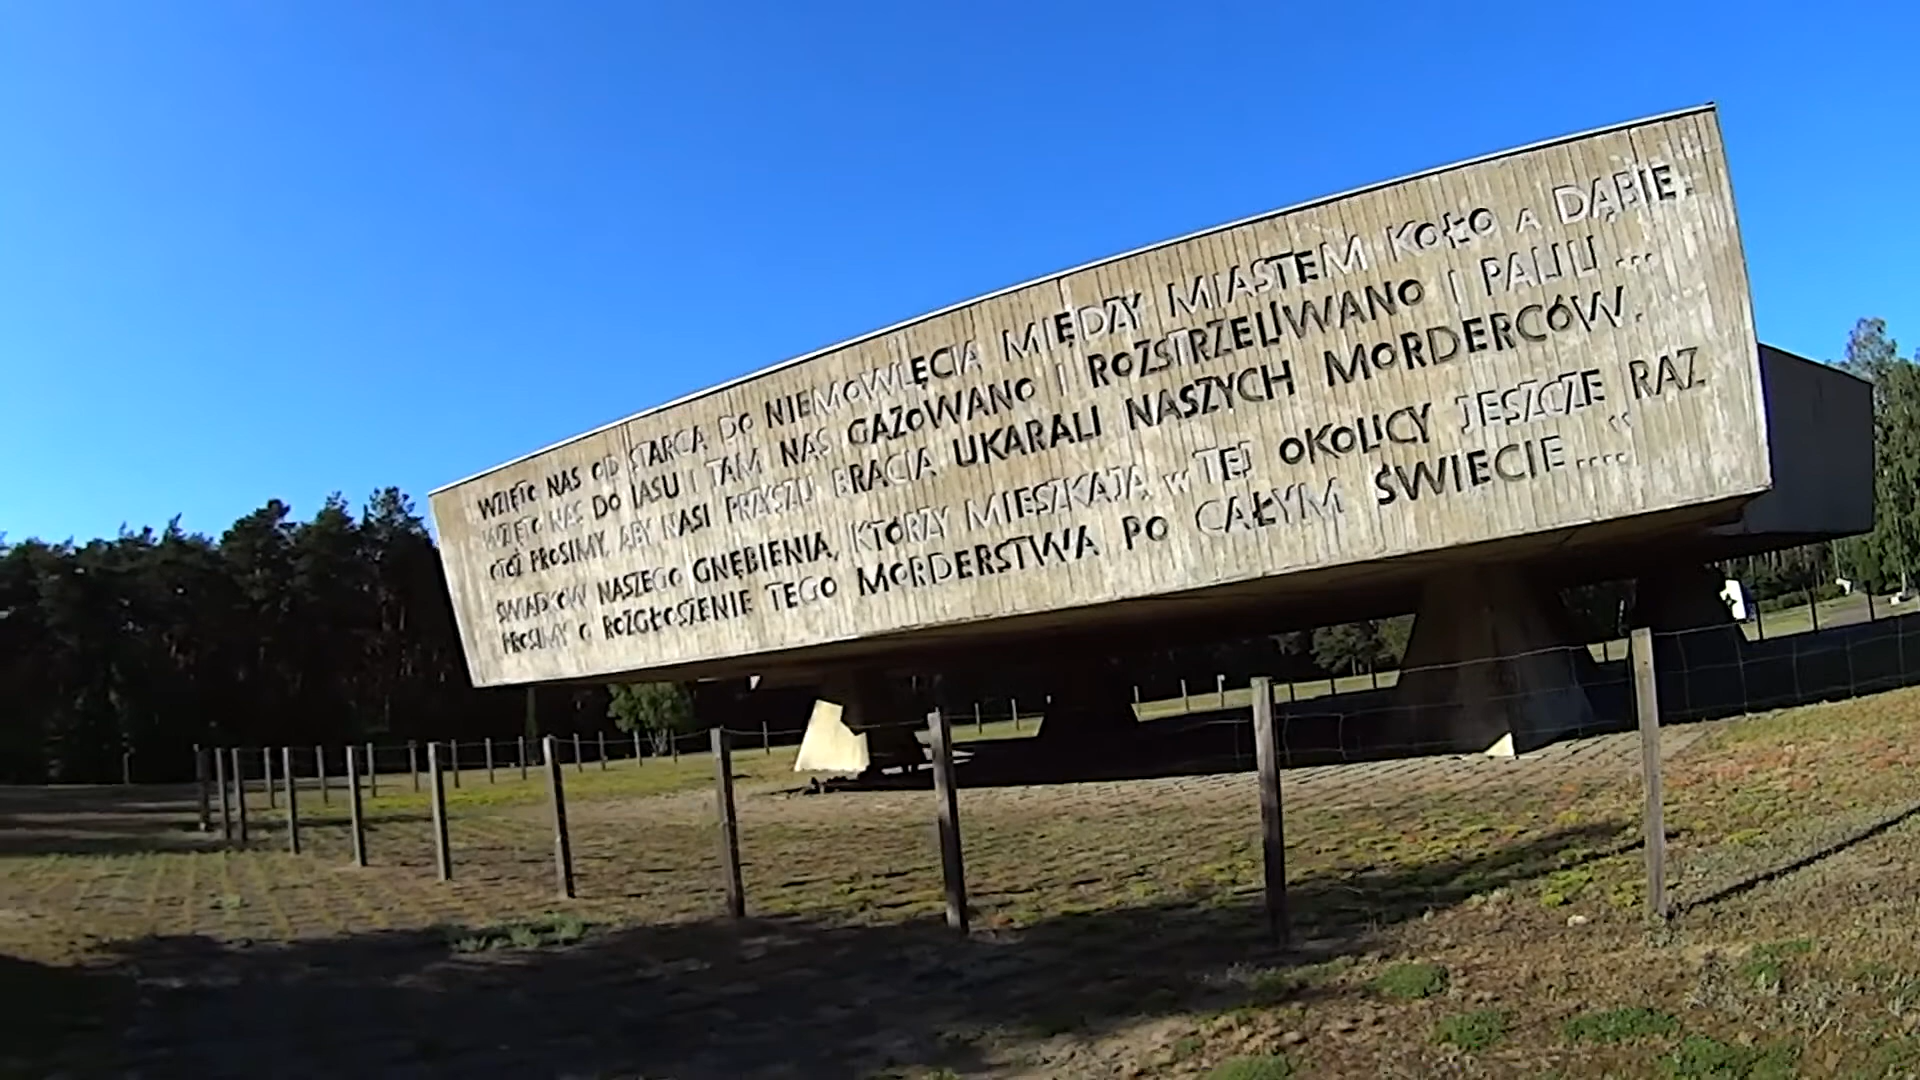 WZIĘTO NAS OD STARCA DO NIEMOWLĘCIA MIĘDZY MIASTEM KOŁO A DĄBIE.
WZIĘTO NAS DO LASU I TAM NAS GAZOWANO I ROZSTRZELIWANO I PALILI ...
OTÓŻ PROSIMY, ABY NASI PRZYSZLI BRACIA UKARALI NASZYCH MORDERCÓW.
ŚWIADKÓW NASZEGO GNĘBIENIA, KTÓRZY MIESZKAJĄ W TEJ OKOLICY JESZCZE RAZ
PROSIMY O ROZGŁOSZENIE TEGO MORDERSTWA PO CAŁYM ŚWIECIE ....